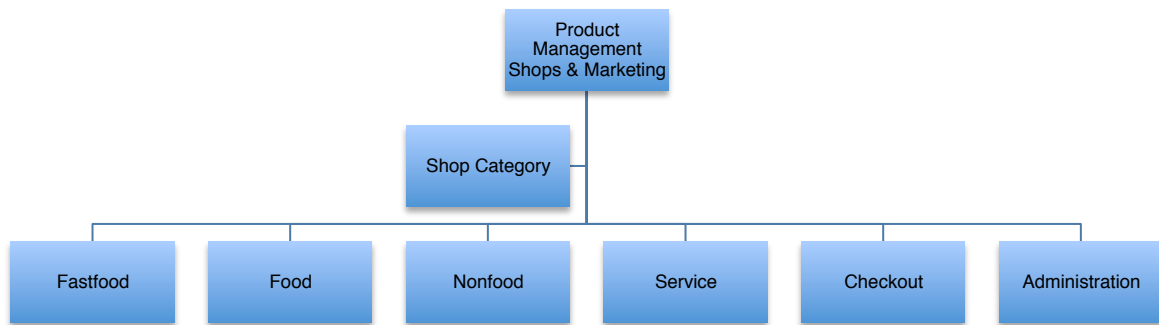 Product
Management
Shops & Marketing
Shop Category
Fastfood
Food
Nonfood
Service
Checkout
Administration